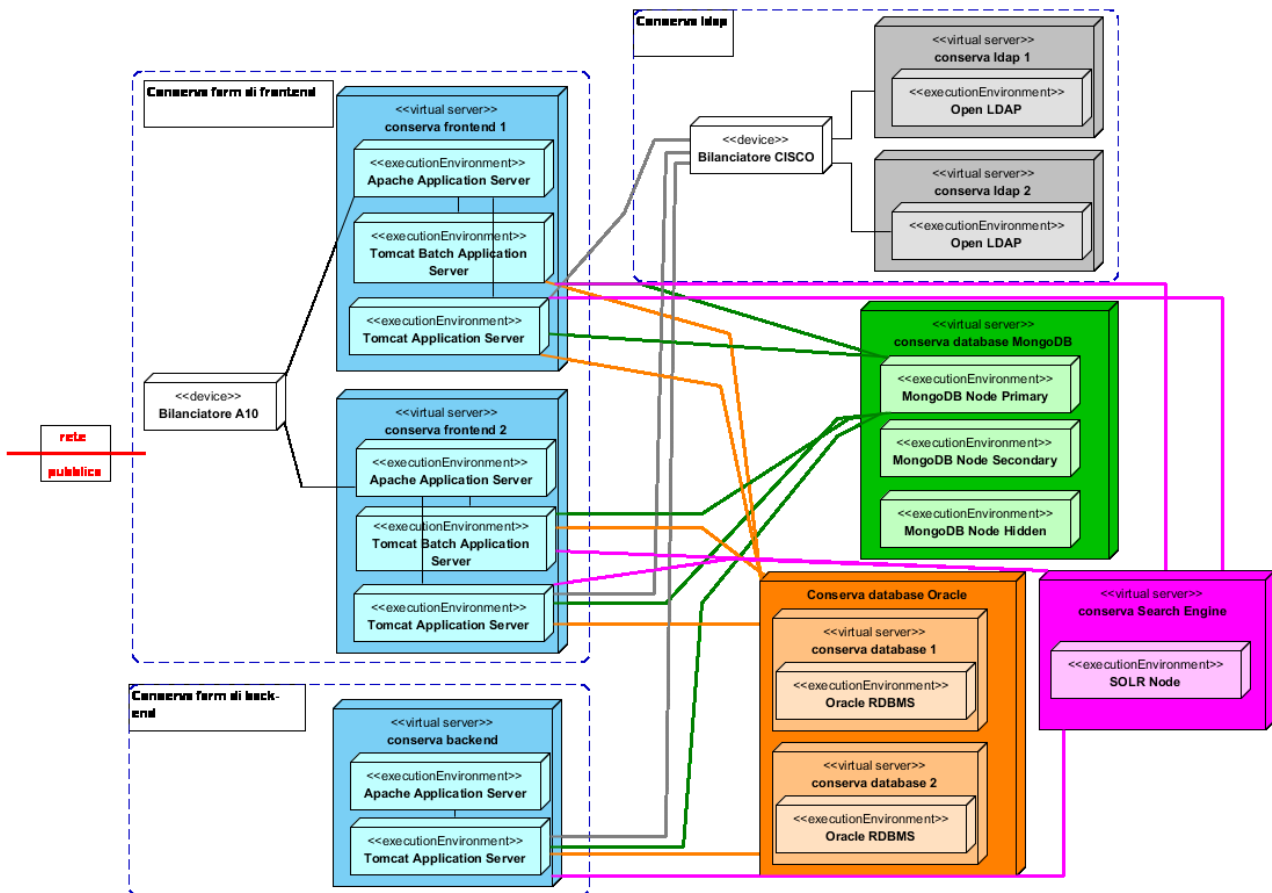 Conserva ldap
<<virtual server>>
conserva ldap 1
<<executionEnvironment>>
Open LDAP
<<device>>
Bilanciatore CISCO
<<virtual server>>
conserva ldap 2
<<executionEnvironment>>
Open LDAP
Conserva farm di frontend
<<virtual server>>
conserva frontend 1
<<executionEnvironment>>
Apache Application Server
<<executionEnvironment>>
Tomcat Batch Application
Server
<<executionEnvironment>>
Tomcat Application Server
<<device>>
Bilanciatore A10
rete
pubblica
<<virtual server>>
conserva frontend 2
<<executionEnvironment>>
Apache Application Server
<<executionEnvironment>>
Tomcat Batch Application
Server
<<executionEnvironment>>
Tomcat Application Server
<<virtual server>>
conserva database MongoDB
<<executionEnvironment>>
MongoDB Node Primary
<<executionEnvironment>>
MongoDB Node Secondary
<<executionEnvironment>>
MongoDB Node Hidden
Conserva database Oracle
<<virtual server>>
conserva database 1
<<executionEnvironment>>
Oracle RDBMS
<<virtual server>>
conserva database 2
<<executionEnvironment>>
Oracle RDBMS
<<virtual server>>
conserva Search Engine
<<executionEnvironment>>
SOLR Node
Conserva farm di back-
end
<<virtual server>>
conserva backend
<<executionEnvironment>>
Apache Application Server
<<executionEnvironment>>
Tomcat Application Server